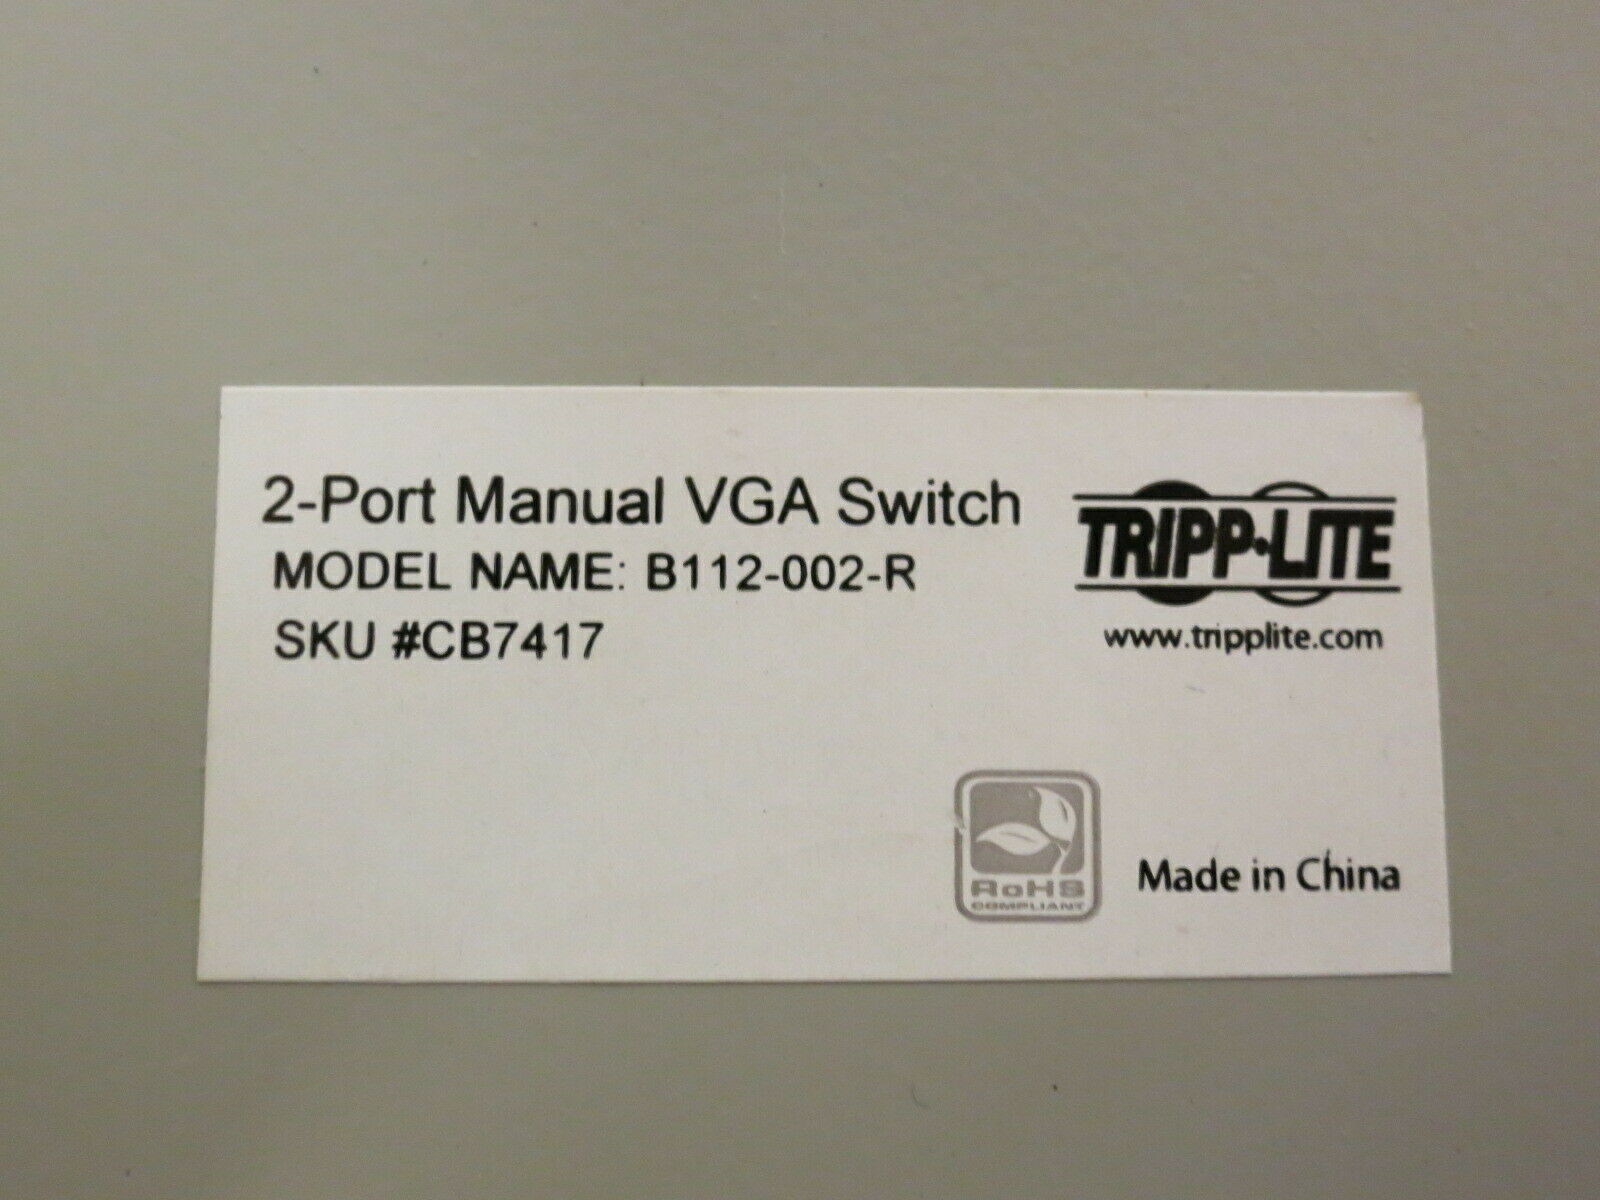 2-Port Manual VGA Switch
MODEL NAME: B112-002-R
SKU #CB7417
TRIPP·LITE
www.tripplite.com
RoHS
COMPLIANT
Made in China